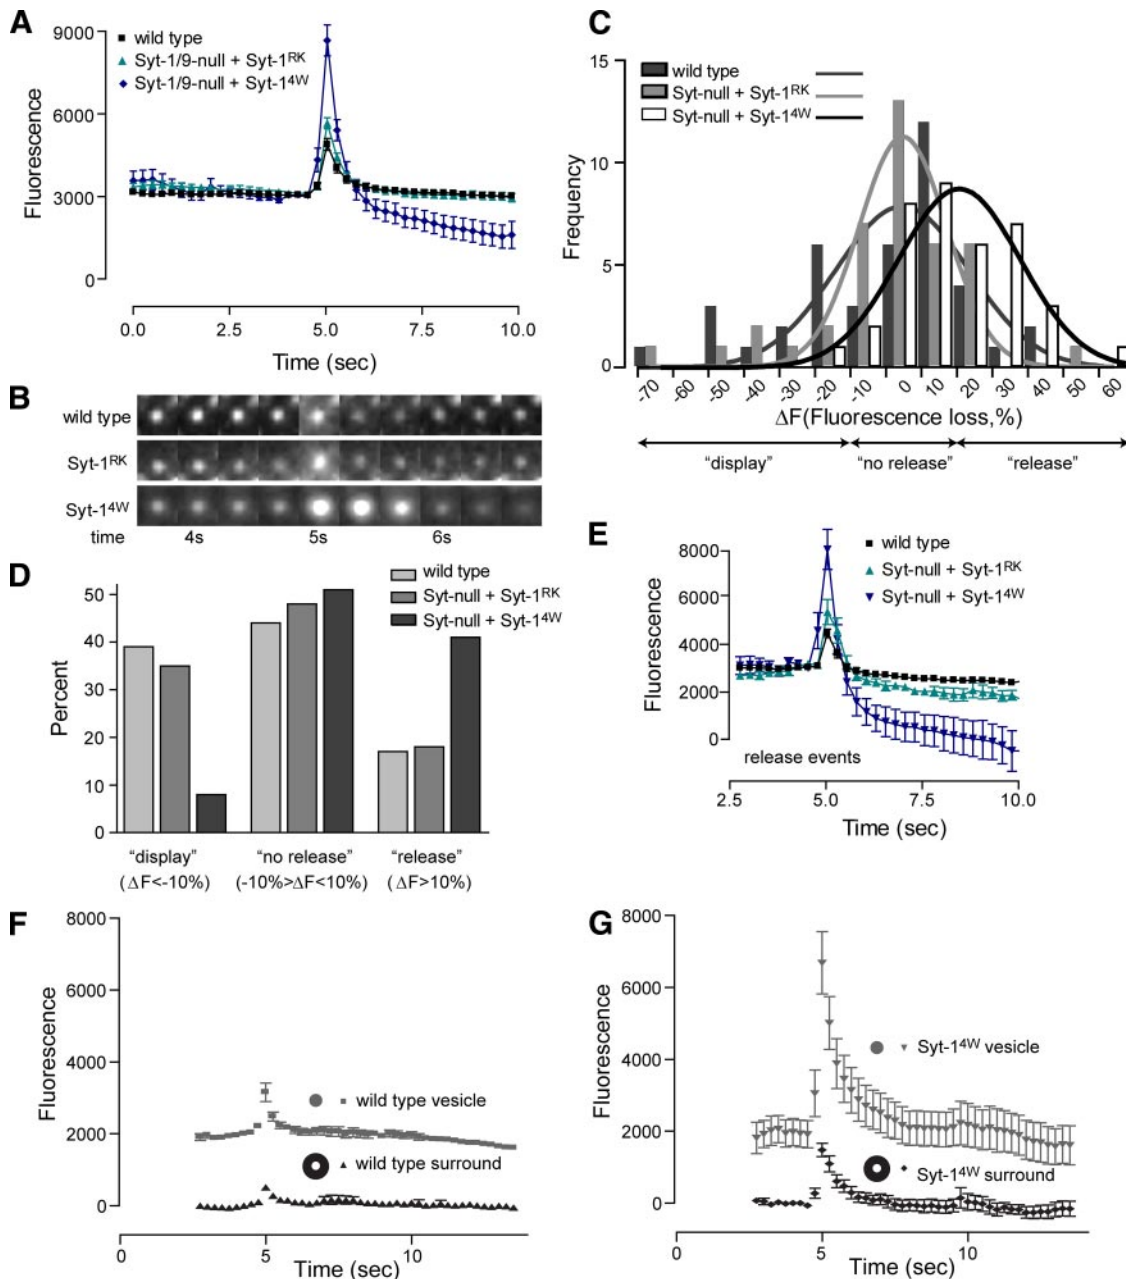 A
9000
6000
3000
0
Fluorescence
wild type
Syt-1/9-null + Syt-1RK
Syt-1/9-null + Syt-14W
0.0 2.5 5.0 7.5 10.0
Time (sec)
B
wild type
Syt-1RK
Syt-14W
time 4s 5s 6s
C
15
10
5
0
Frequency
wild type
Syt-null + Syt-1RK
Syt-null + Syt-14W
-70 -60 -50 -40 -30 -20 -10 0 10 20 30 40 50 60
ΔF(Fluorescence loss,%)
“display” “no release” “release”
D
50
40
30
20
10
0
Percent
wild type
Syt-null + Syt-1RK
Syt-null + Syt-14W
“display” “no release” “release”
(ΔF<-10%) (-10%>ΔF<10%) (ΔF>10%)
E
8000
6000
4000
2000
0
Fluorescence
wild type
Syt-null + Syt-1RK
Syt-null + Syt-14W
release events
2.5 5.0 7.5 10.0
Time (sec)
F
8000
6000
4000
2000
0
Fluorescence
wild type vesicle
wild type surround
0 5 10
Time (sec)
G
8000
6000
4000
2000
0
Fluorescence
Syt-14W vesicle
Syt-14W surround
0 5 10
Time (sec)